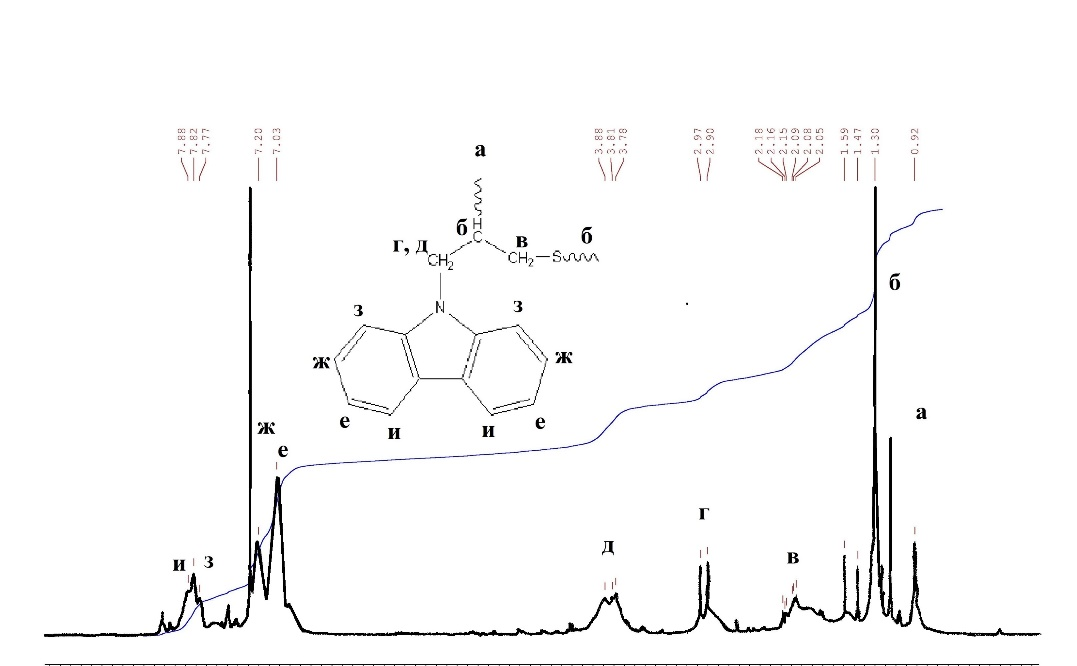 7.88 7.82 7.77 7.20 7.03 3.88 3.81 3.78 2.97 2.90 2.18 2.16 2.15 2.09 2.08 2.05 1.59 1.47 1.30 0.92
а
б H
C
г, д
CH2
в
CH2—S
б
N
з з
ж ж
е е
и и
б
а
ж
е
г
д
в
и з